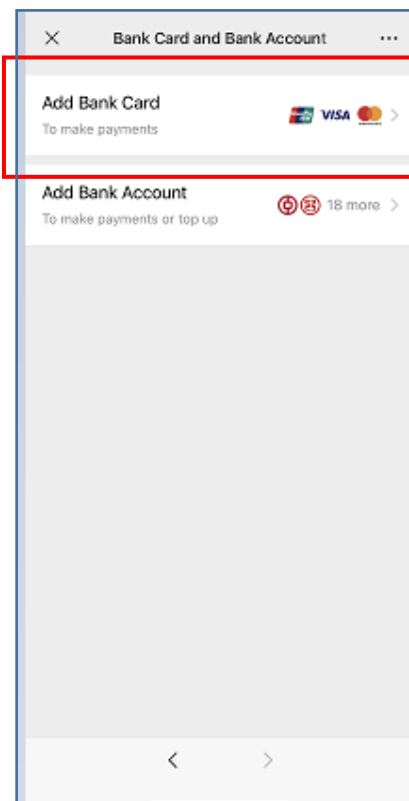 Bank Card and Bank Account
Add Bank Card
VISA
To make payments
Add Bank Account
18 more
To make payments or top up